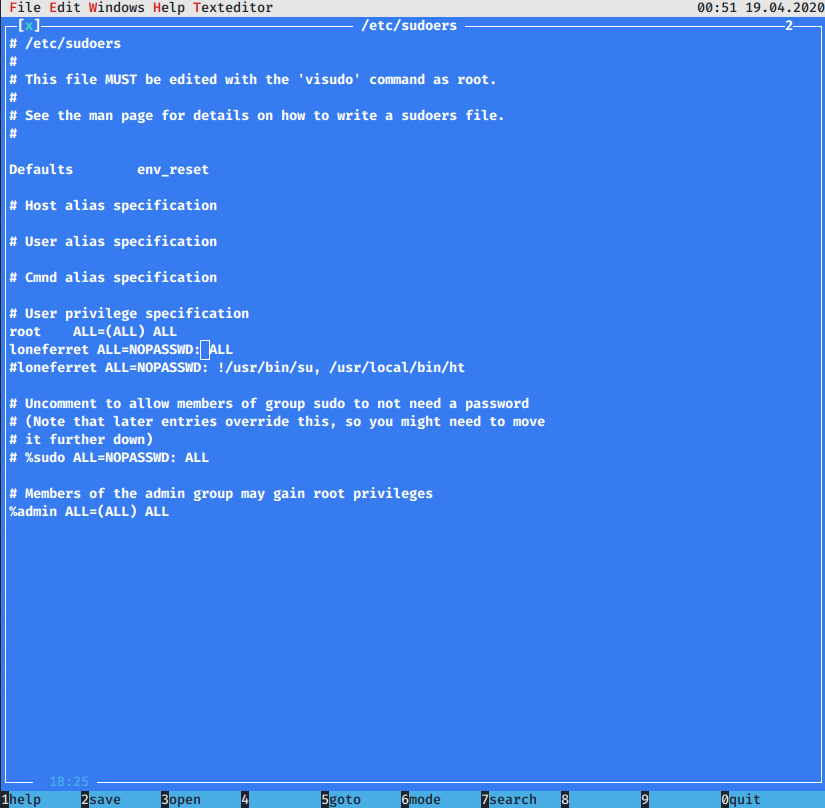 File Edit Windows Help Texteditor 00:51 19.04.2020
[x] /etc/sudoers 2
# /etc/sudoers
#
# This file MUST be edited with the 'visudo' command as root.
#
# See the man page for details on how to write a sudoers file.
#
Defaults        env_reset
# Host alias specification
# User alias specification
# Cmnd alias specification
# User privilege specification
root    ALL=(ALL) ALL
loneferret ALL=NOPASSWD: ALL
#loneferret ALL=NOPASSWD: !/usr/bin/su, /usr/local/bin/ht
# Uncomment to allow members of group sudo to not need a password
# (Note that later entries override this, so you might need to move
# it further down)
# %sudo ALL=NOPASSWD: ALL
# Members of the admin group may gain root privileges
%admin ALL=(ALL) ALL
18:25
1help 2save 3open 4 5goto 6mode 7search 8 9 0quit